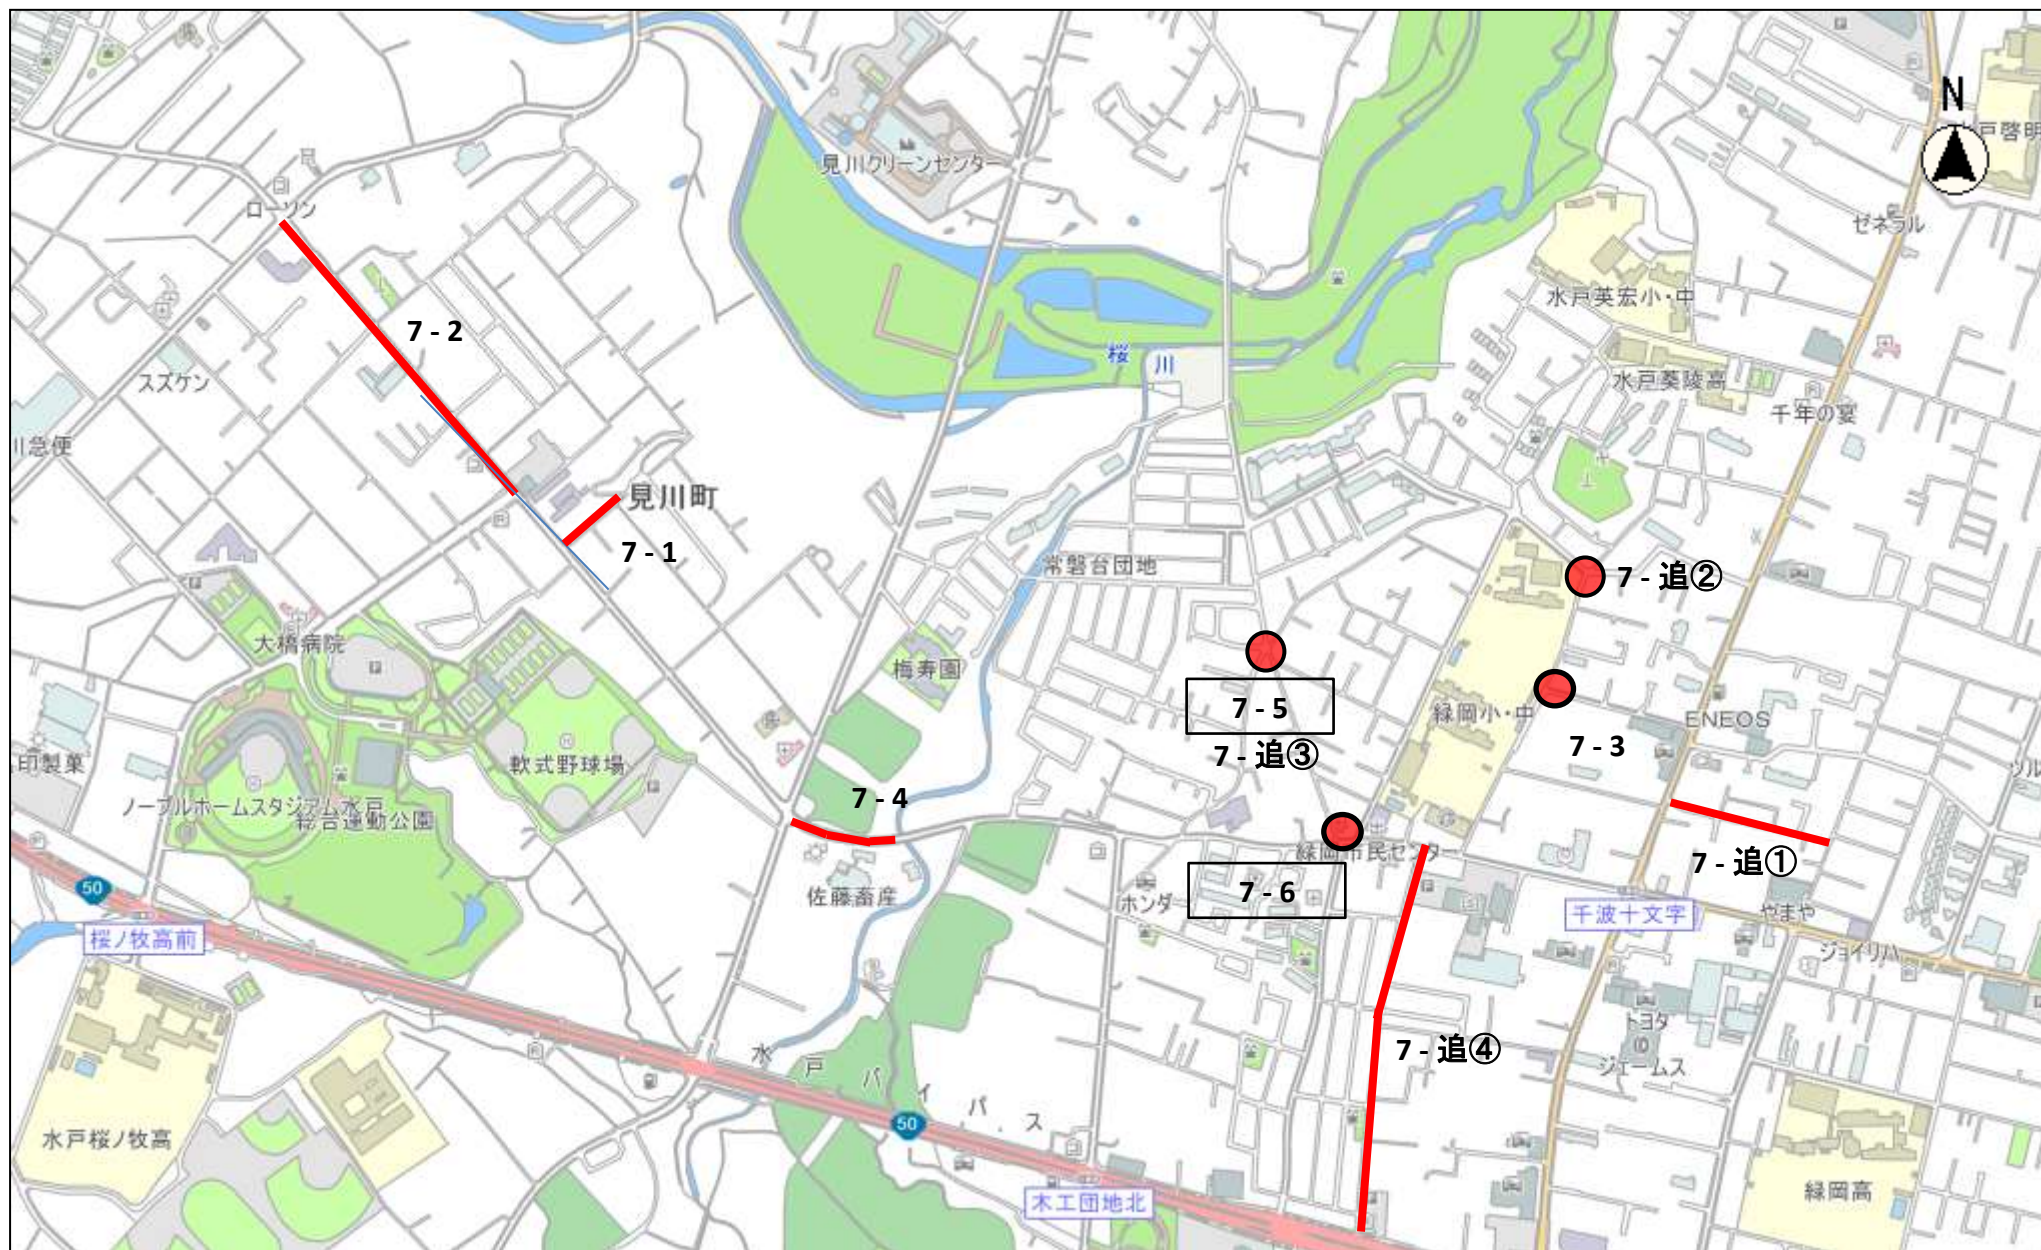 N
見川クリーンセンター
水戸啓明
ローソン
ゼネラル
水戸英宏小・中
7 - 2
桜
川
スズケン
水戸葵陵高
千年の宴
川急便
見川町
7 - 1
常磐台団地
7 - 追②
大橋病院
梅寿園
7 - 5
緑岡小・中
ENEOS
7 - 追③
7 - 3
印製菓
軟式野球場
ツル
ノーブルホームスタジアム水戸
総合運動公園
7 - 4
緑岡市民センター
7 - 追①
佐藤畜産
ホンダ
7 - 6
50
桜ノ牧高前
千波十文字
やまや
ジョイリハ
トヨタ
ジェームス
7 - 追④
水戸バイパス
50
水戸桜ノ牧高
木工団地北
緑岡高